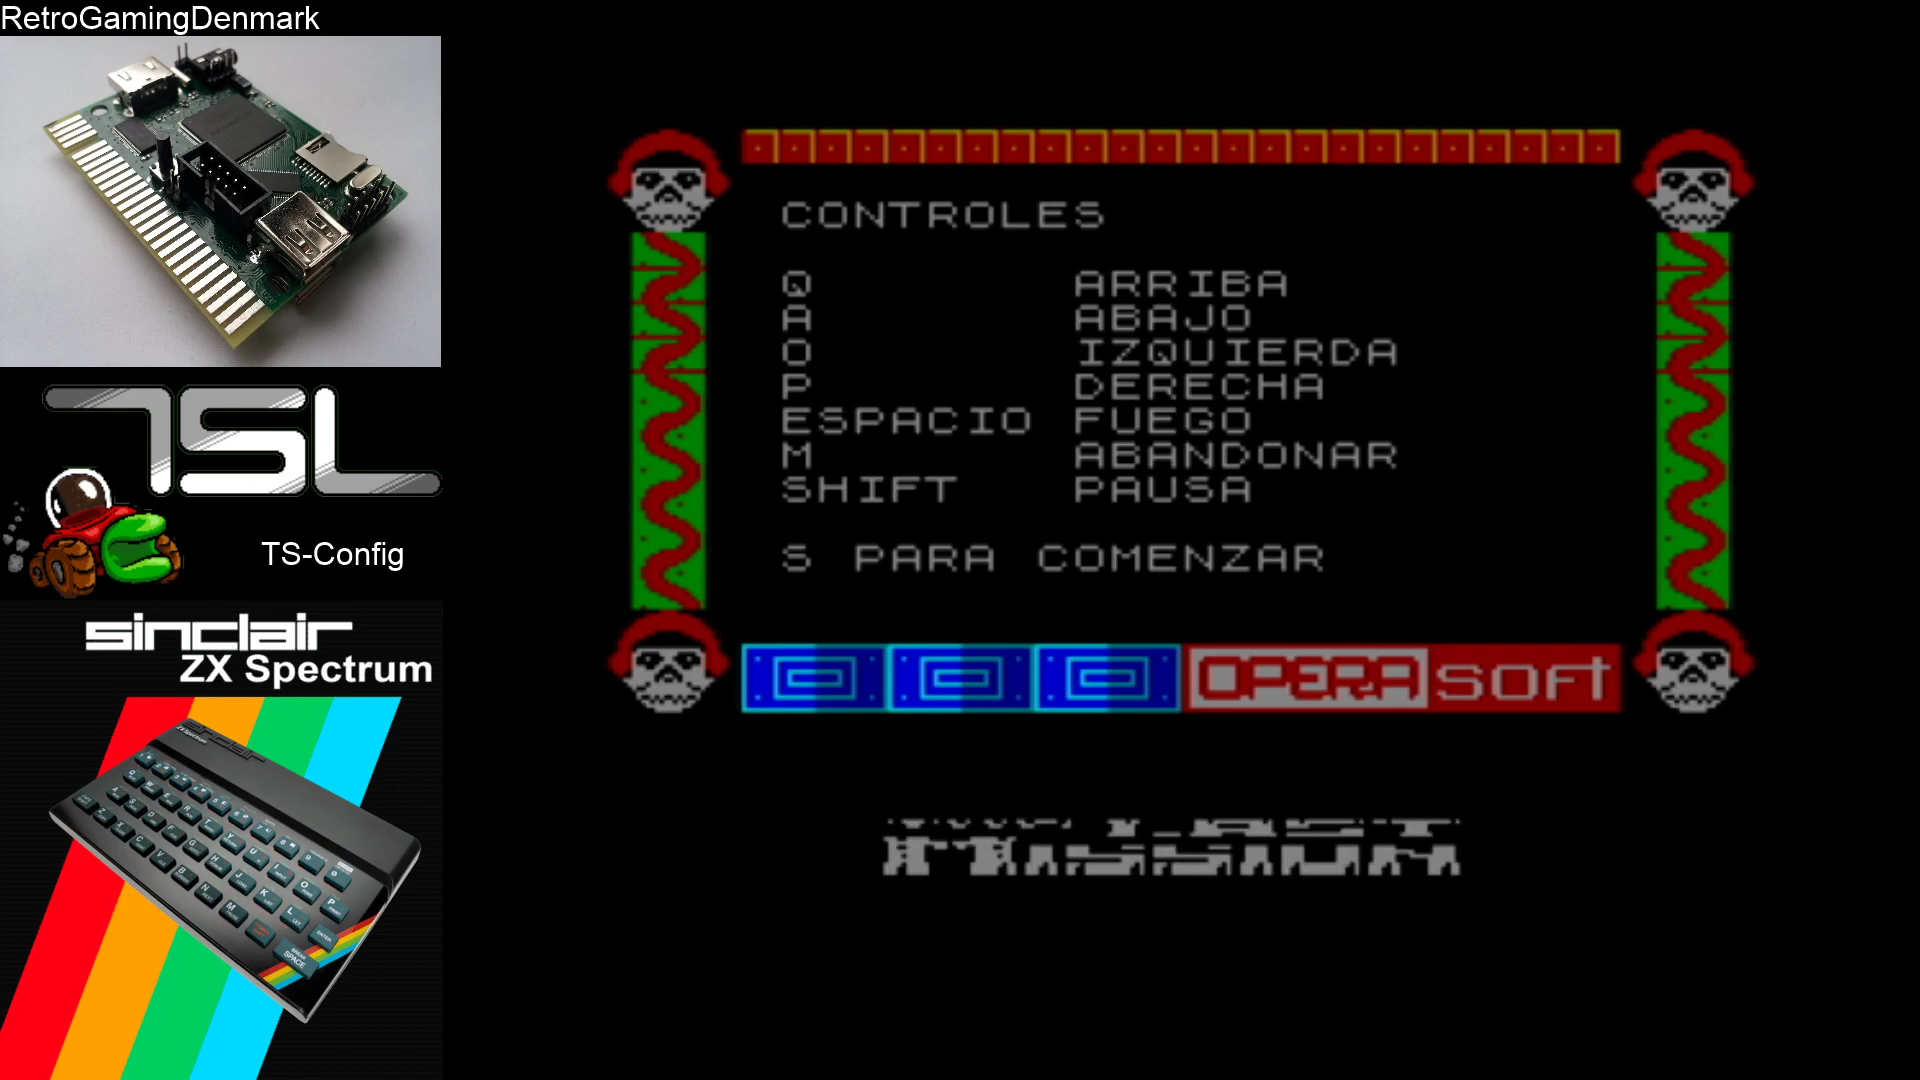 RetroGamingDenmark
TSL
TS-Config
sinclair
ZX Spectrum
CONTROLES
Q ARRIBA
A ABAJO
O IZQUIERDA
P DERECHA
ESPACIO FUEGO
M ABANDONAR
SHIFT PAUSA
S PARA COMENZAR
OPERA soft